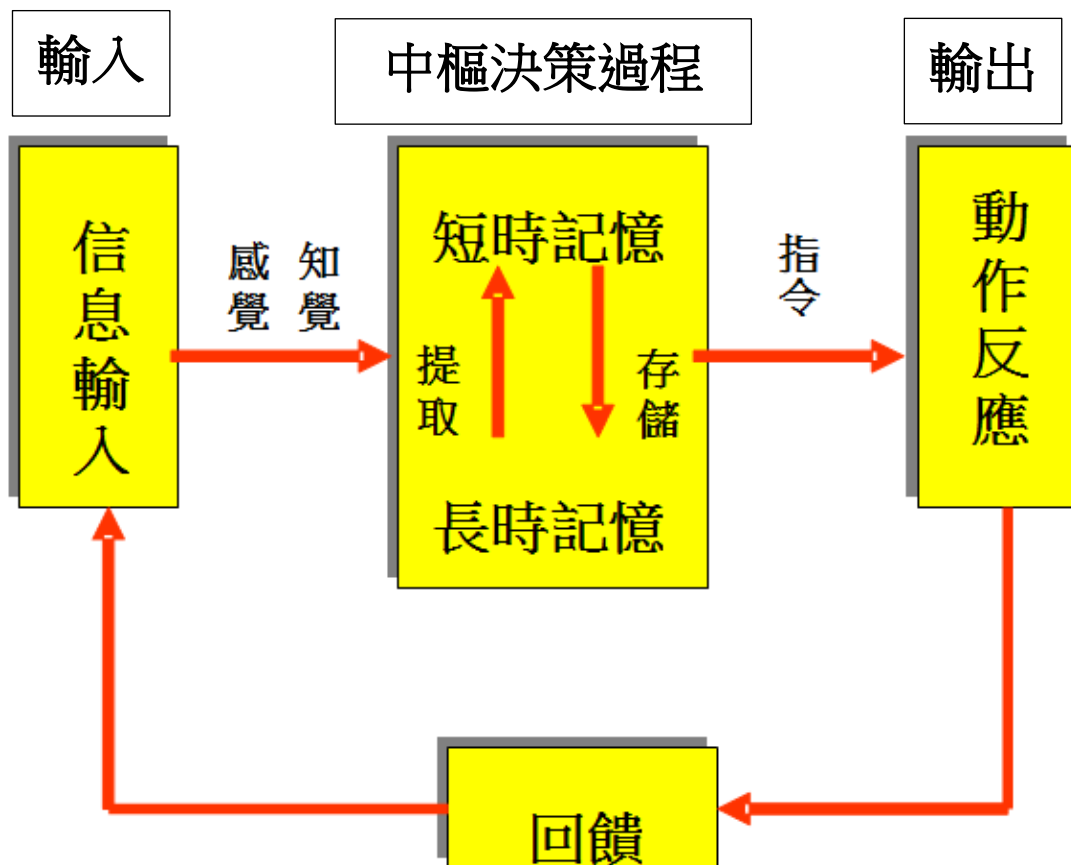 輸入
中樞決策過程
輸出
信息輸入
感覺
知覺
短時記憶
提取
存儲
長時記憶
指令
動作反應
回饋